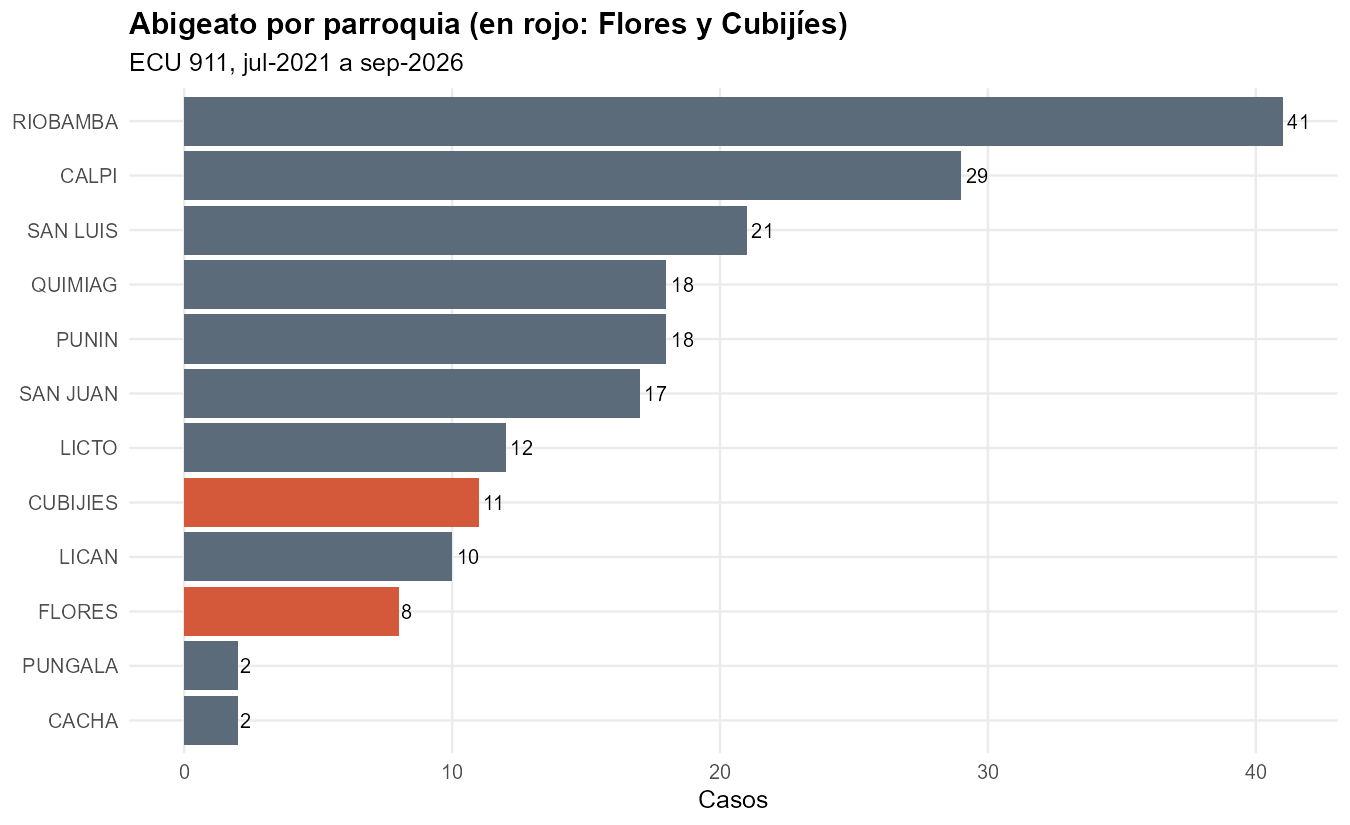 Abigeato por parroquia (en rojo: Flores y Cubijíes)
ECU 911, jul-2021 a sep-2026
RIOBAMBA 41
CALPI 29
SAN LUIS 21
QUIMIAG 18
PUNIN 18
SAN JUAN 17
LICTO 12
CUBIJIES 11
LICAN 10
FLORES 8
PUNGALA 2
CACHA 2
0 10 20 30 40
Casos